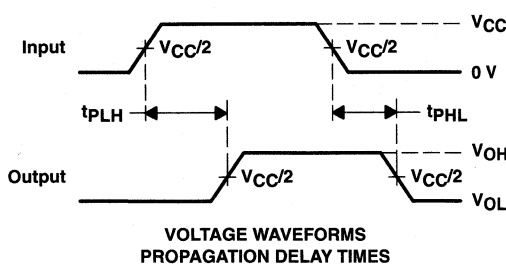 VCC
Input VCC/2 VCC/2
0 V
tPLH tPHL
VOH
Output VCC/2 VCC/2
VOL
VOLTAGE WAVEFORMS
PROPAGATION DELAY TIMES